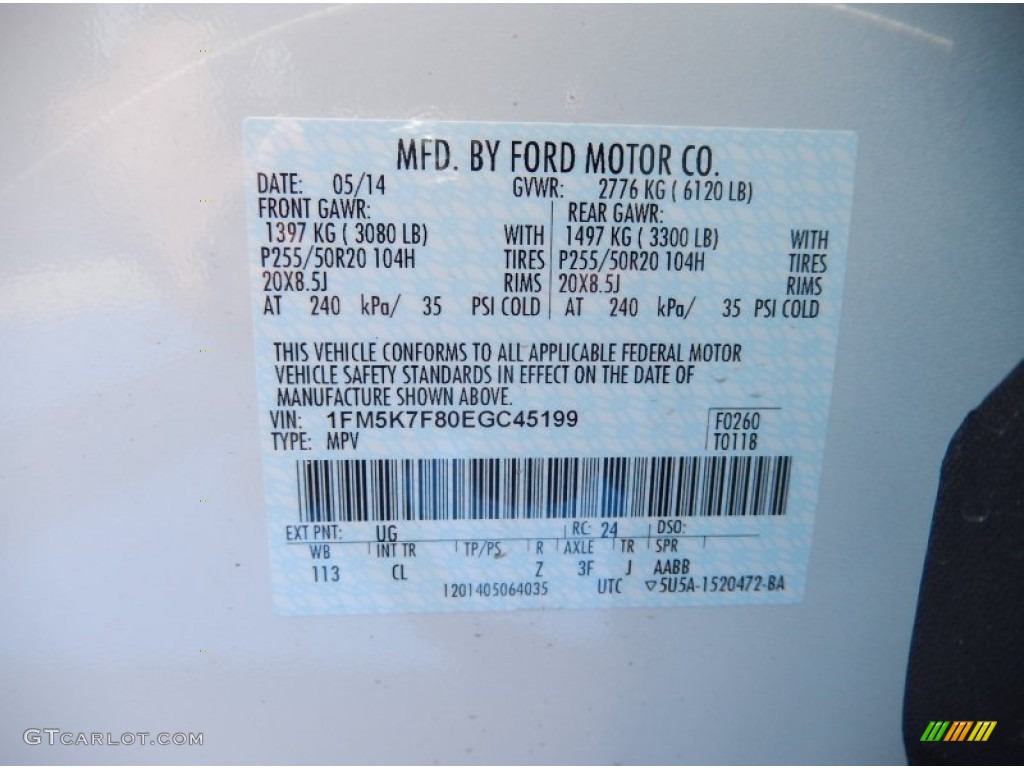 MFD. BY FORD MOTOR CO.
DATE: 05/14 GVWR: 2776 KG ( 6120 LB)
FRONT GAWR: REAR GAWR:
1397 KG ( 3080 LB) WITH 1497 KG ( 3300 LB) WITH
P255/50R20 104H TIRES P255/50R20 104H TIRES
20X8.5J RIMS 20X8.5J RIMS
AT 240 kPa/ 35 PSI COLD AT 240 kPa/ 35 PSI COLD
THIS VEHICLE CONFORMS TO ALL APPLICABLE FEDERAL MOTOR
VEHICLE SAFETY STANDARDS IN EFFECT ON THE DATE OF
MANUFACTURE SHOWN ABOVE.
VIN: 1FM5K7F80EGC45199 F0260
TYPE: MPV T0118
EXT PNT: UG RC: 24 DSO:
WB INT TR TP/PS R AXLE TR SPR
113 CL Z 3F J AABB
1201405064035 UTC ▽5U5A-1520472-BA
GTCARLOT.COM